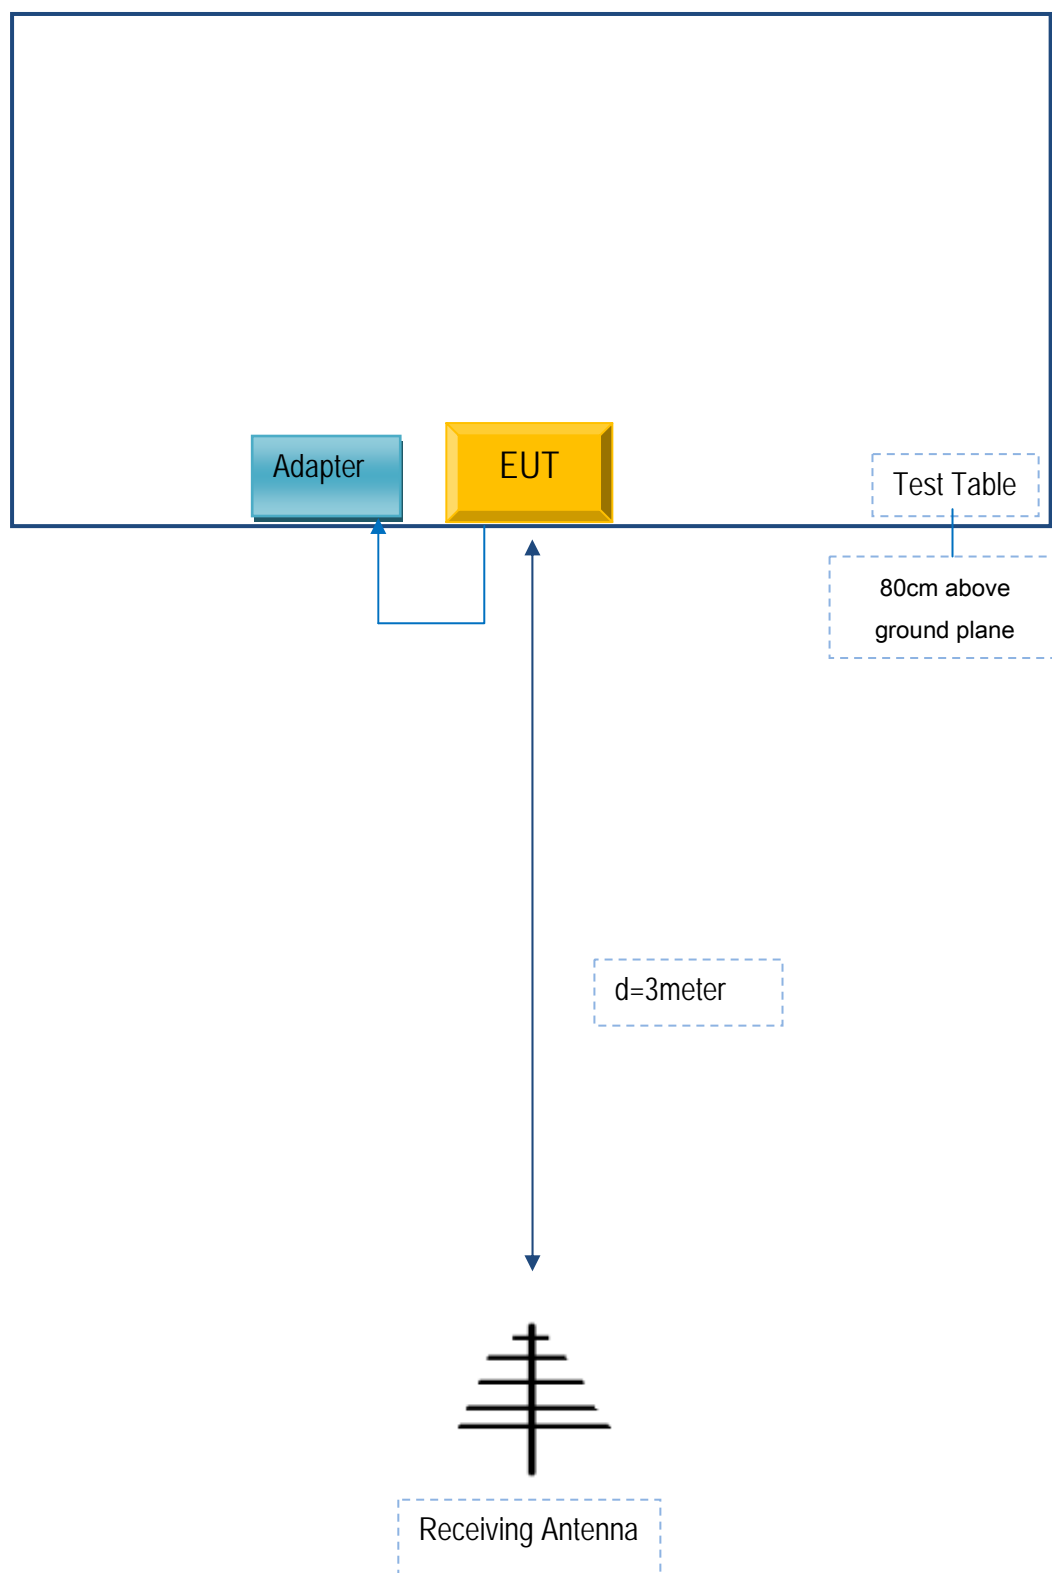 Adapter
EUT
Test Table
80cm above
ground plane
d=3meter
Receiving Antenna